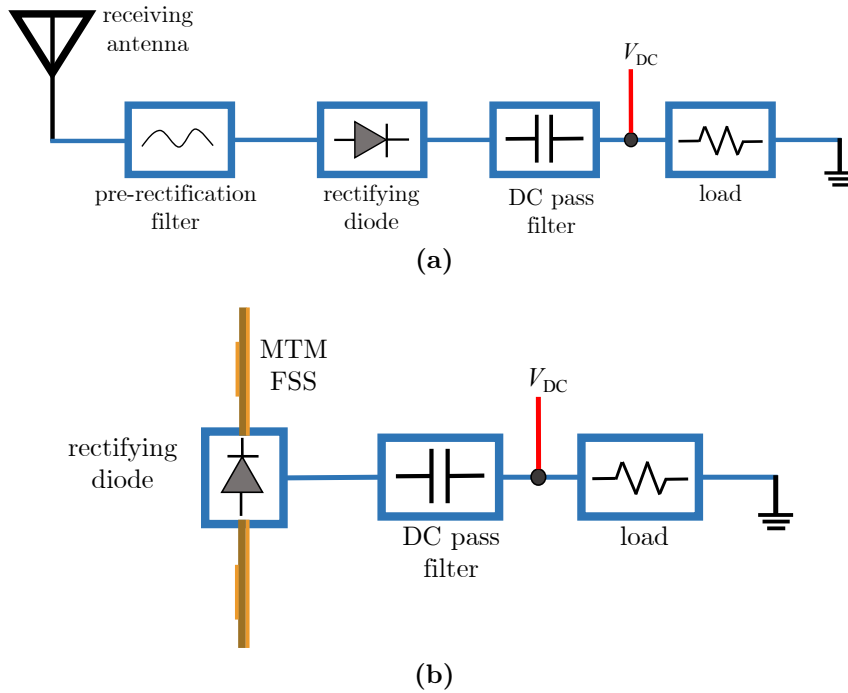 receiving
antenna
V_DC
pre-rectification
filter
rectifying
diode
DC pass
filter
load
(a)
MTM
FSS
V_DC
rectifying
diode
DC pass
filter
load
(b)